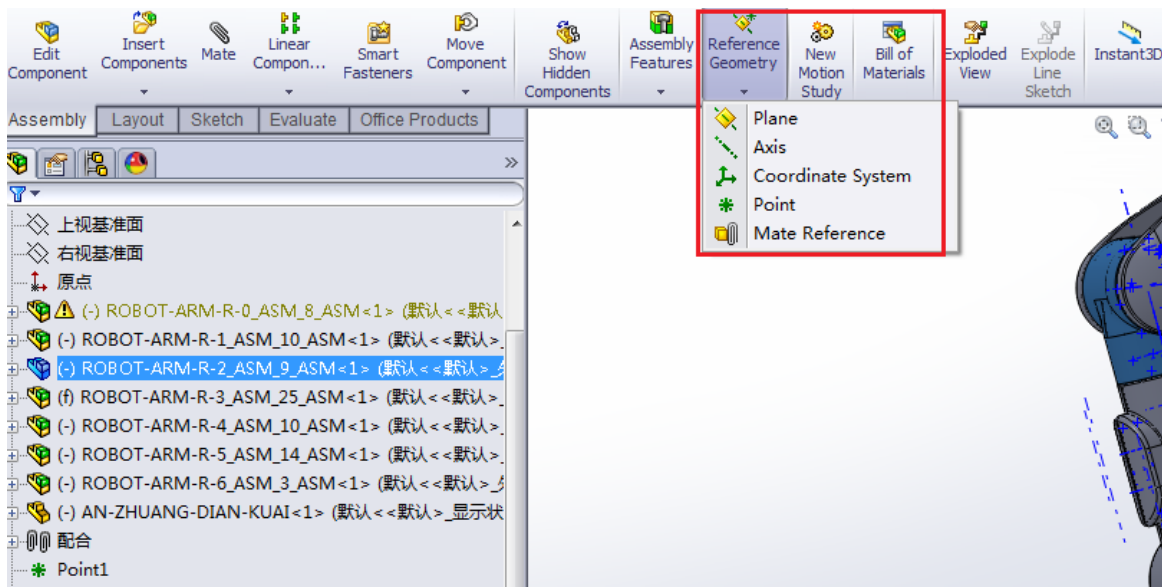 Edit Component
Insert Components
Mate
Linear Compon...
Smart Fasteners
Move Component
Show Hidden Components
Assembly Features
Reference Geometry
New Motion Study
Bill of Materials
Exploded View
Explode Line Sketch
Instant3D
Assembly Layout Sketch Evaluate Office Products
Plane
Axis
Coordinate System
Point
Mate Reference
上视基准面
右视基准面
原点
(-) ROBOT-ARM-R-0_ASM_8_ASM<1> (默认<<默认
(-) ROBOT-ARM-R-1_ASM_10_ASM<1> (默认<<默认>_
(-) ROBOT-ARM-R-2_ASM_9_ASM<1> (默认<<默认>_
(f) ROBOT-ARM-R-3_ASM_25_ASM<1> (默认<<默认>_
(-) ROBOT-ARM-R-4_ASM_10_ASM<1> (默认<<默认>_
(-) ROBOT-ARM-R-5_ASM_14_ASM<1> (默认<<默认>_
(-) ROBOT-ARM-R-6_ASM_3_ASM<1> (默认<<默认>_
(-) AN-ZHUANG-DIAN-KUAI<1> (默认<<默认>_显示状
配合
Point1